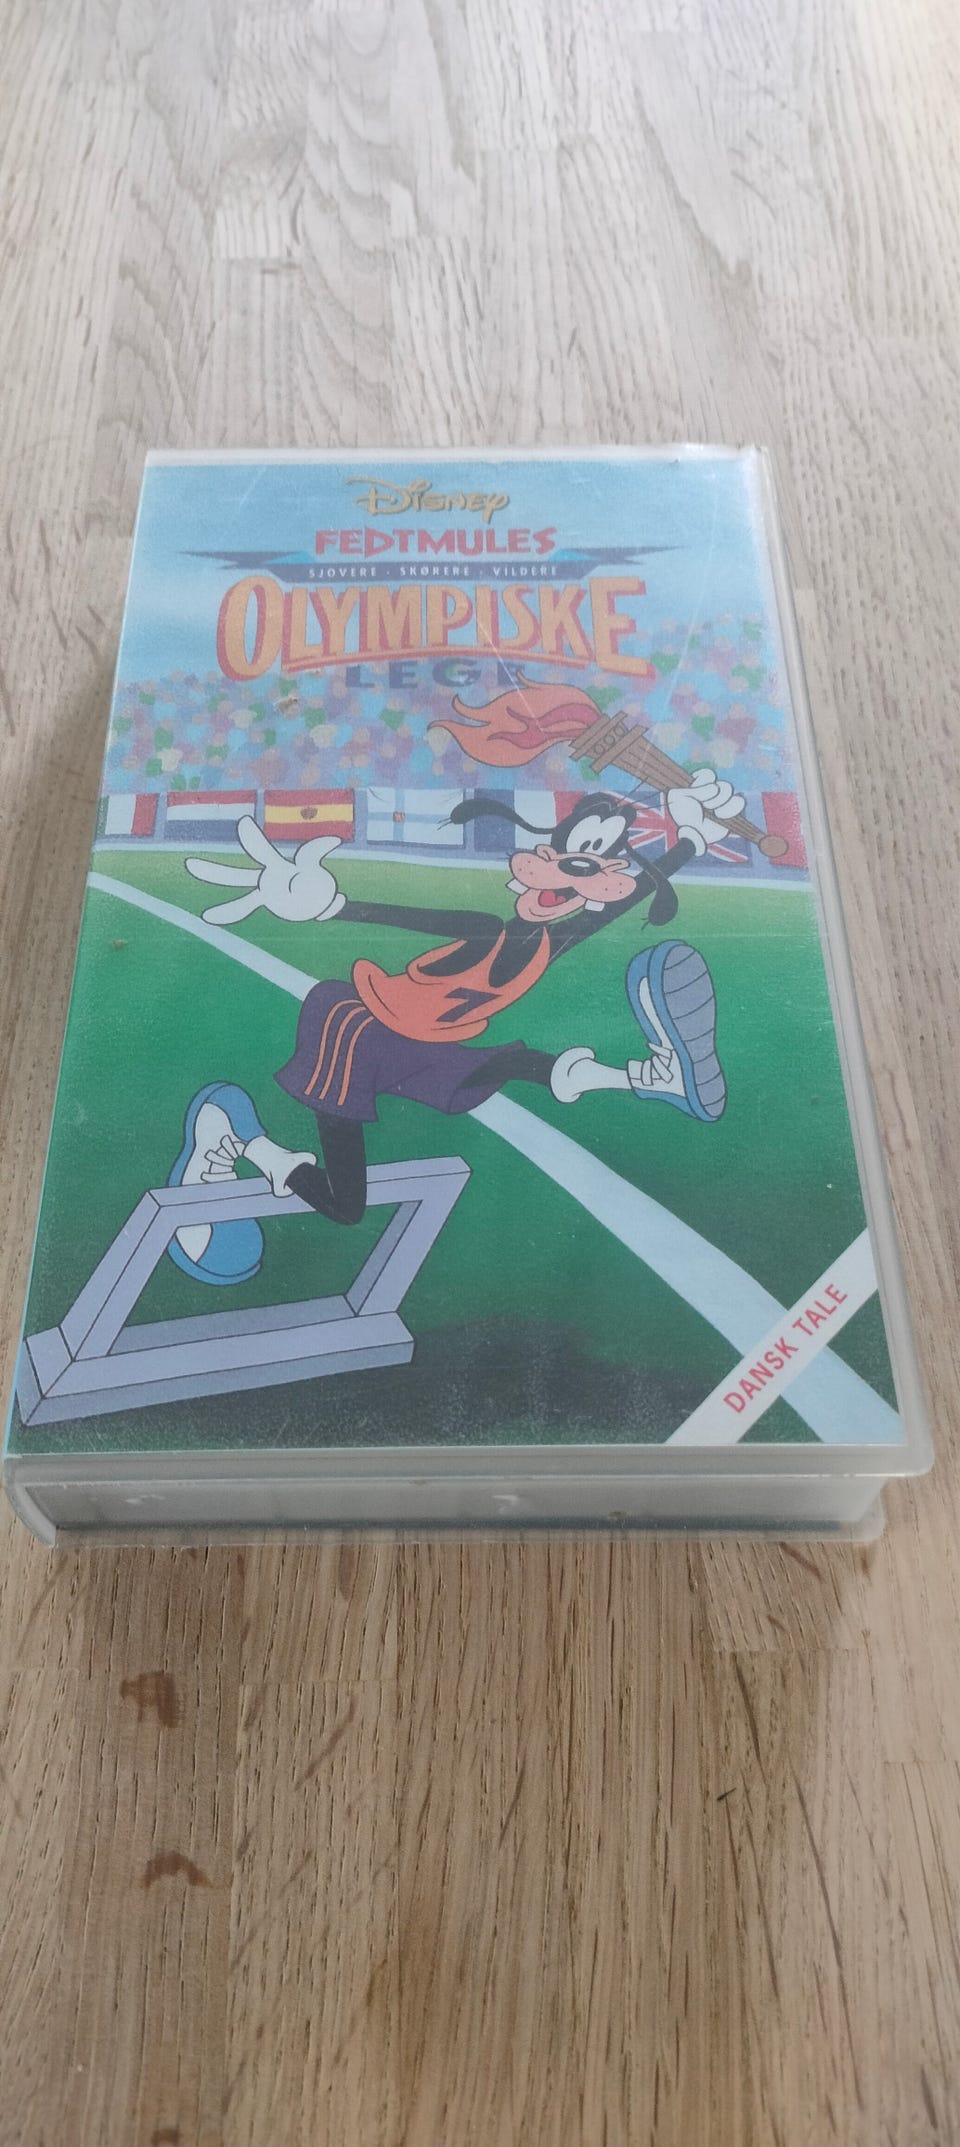 Disney
FEDTMULES
SJOVERE · SKØRERE · VILDERE
OLYMPISKE
LEGE
DANSK TALE